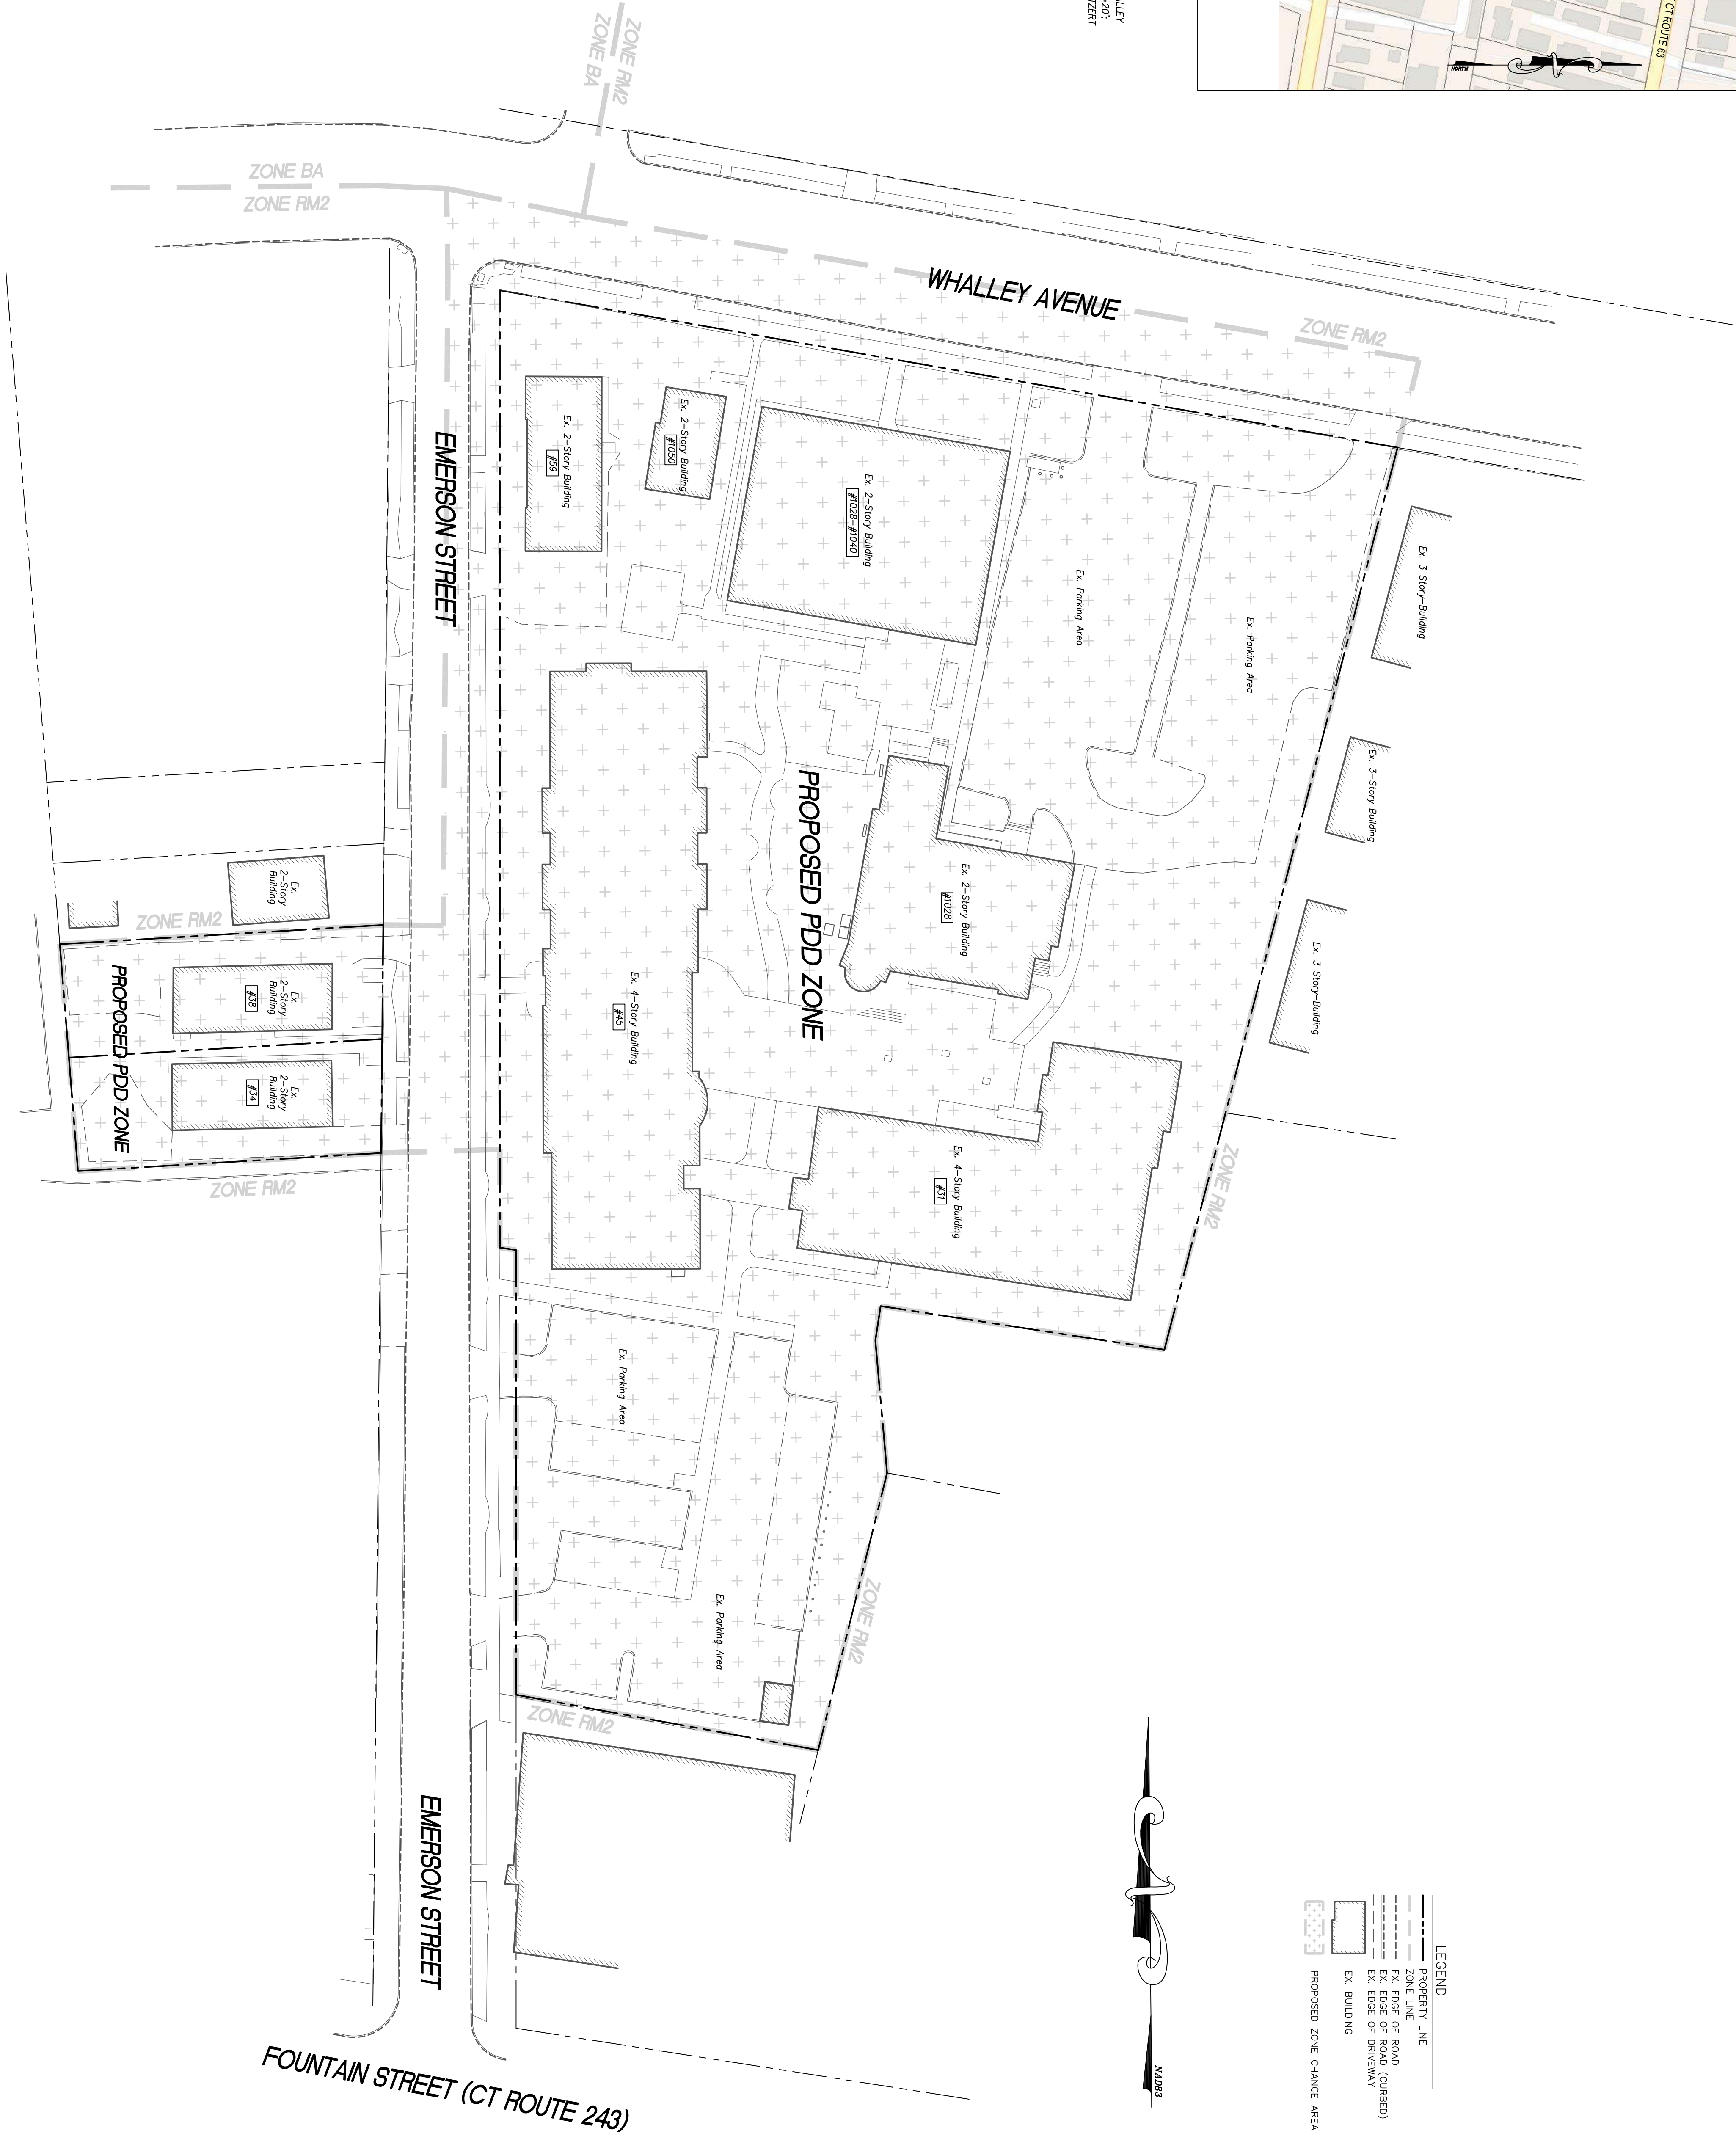 CT ROUTE 63
NORTH
ZONE RM2
ZONE BA
ZONE BA
ZONE RM2
WHALLEY AVENUE
ZONE RM2
EMERSON STREET
Ex. 2-Story Building
#59
Ex. 2-Story Building
#1050
Ex. 2-Story Building
#1028-#1040
Ex. Parking Area
Ex. Parking Area
Ex. 3 Story-Building
Ex. 3-Story Building
Ex. 3 Story-Building
PROPOSED PDD ZONE
Ex. 2-Story Building
#1028
Ex. 4-Story Building
#45
Ex. 4-Story Building
#31
ZONE RM2
Ex.
2-Story
Building
ZONE RM2
Ex.
2-Story
Building
#38
Ex.
2-Story
Building
#34
PROPOSED PDD ZONE
ZONE RM2
Ex. Parking Area
Ex. Parking Area
ZONE RM2
ZONE RM2
EMERSON STREET
FOUNTAIN STREET (CT ROUTE 243)
NAD83
LEGEND
PROPERTY LINE
ZONE LINE
EX. EDGE OF ROAD
EX. EDGE OF ROAD (CURBED)
EX. EDGE OF DRIVEWAY
EX. BUILDING
PROPOSED ZONE CHANGE AREA